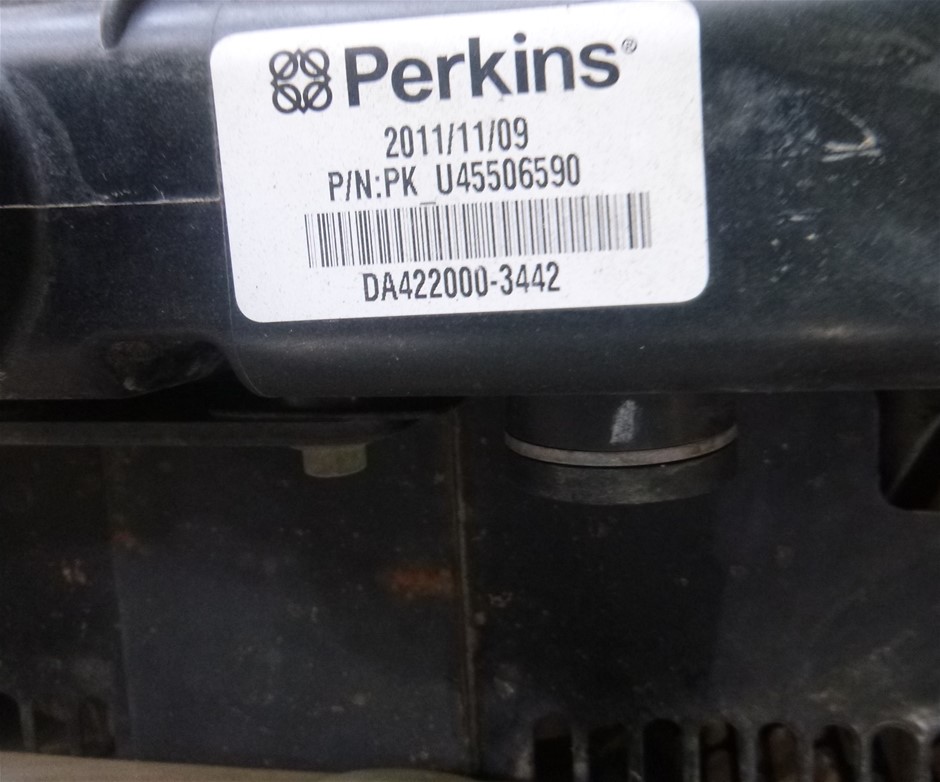 Perkins®
2011/11/09
P/N:PK_U45506590
DA422000-3442